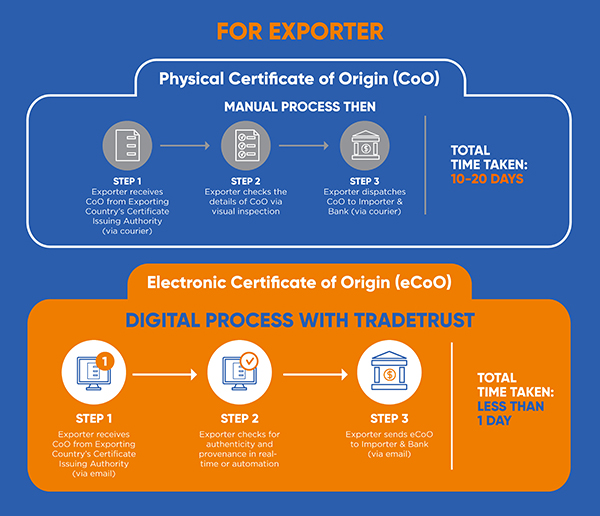 FOR EXPORTER
Physical Certificate of Origin (CoO)
MANUAL PROCESS THEN
STEP 1
Exporter receives
CoO from Exporting
Country's Certificate
Issuing Authority
(via courier)
STEP 2
Exporter checks the
details of CoO via
visual inspection
STEP 3
Exporter dispatches
CoO to Importer &
Bank (via courier)
TOTAL
TIME TAKEN:
10-20 DAYS
Electronic Certificate of Origin (eCoO)
DIGITAL PROCESS WITH TRADETRUST
1
STEP 1
Exporter receives
CoO from Exporting
Country's Certificate
Issuing Authority
(via email)
STEP 2
Exporter checks for
authenticity and
provenance in real-
time or automation
$
STEP 3
Exporter sends eCoO
to Importer & Bank
(via email)
TOTAL
TIME TAKEN:
LESS THAN
1 DAY